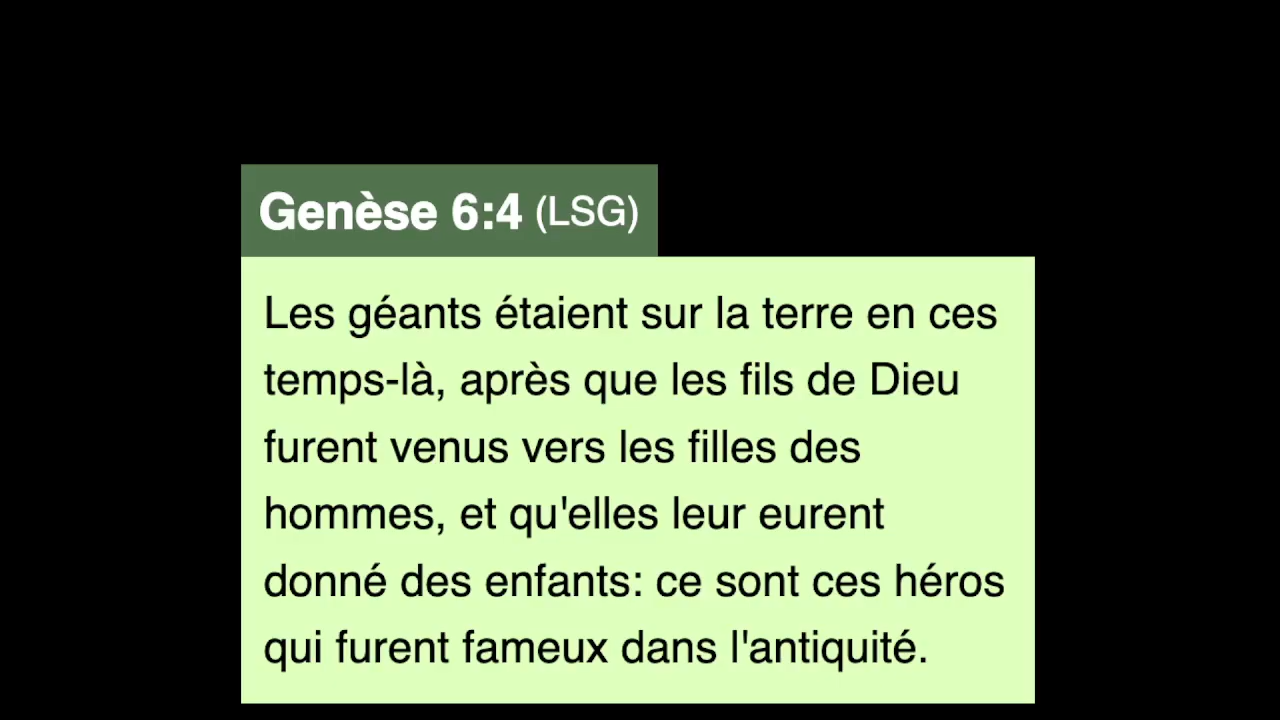 Genèse 6:4 (LSG)
Les géants étaient sur la terre en ces
temps-là, après que les fils de Dieu
furent venus vers les filles des
hommes, et qu'elles leur eurent
donné des enfants: ce sont ces héros
qui furent fameux dans l'antiquité.